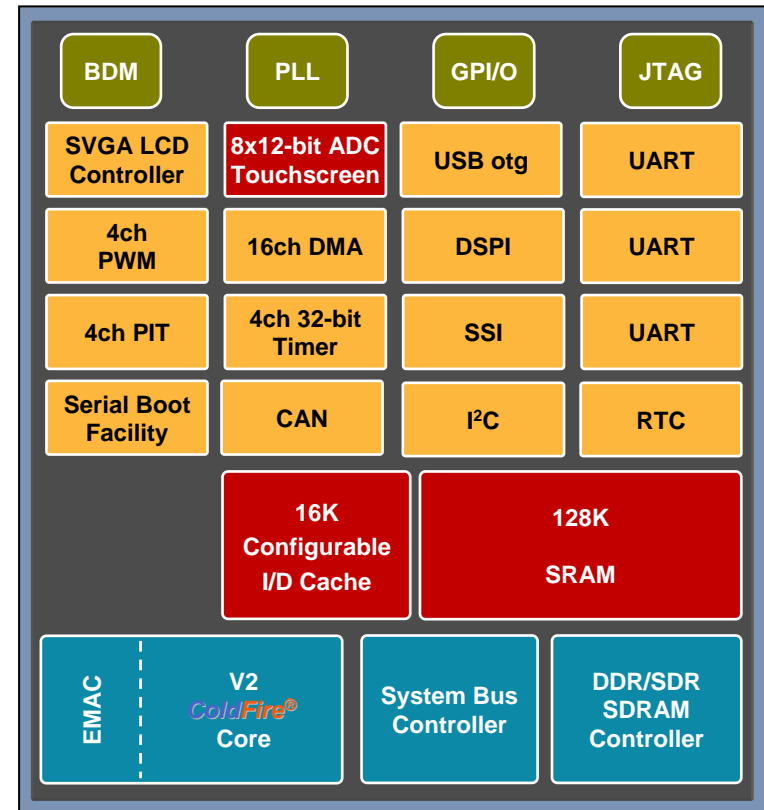 BDM
PLL
GPI/O
JTAG
SVGA LCD
Controller
8x12-bit ADC
Touchscreen
USB otg
UART
4ch
PWM
16ch DMA
DSPI
UART
4ch PIT
4ch 32-bit
Timer
SSI
UART
Serial Boot
Facility
CAN
I²C
RTC
16K
Configurable
I/D Cache
128K
SRAM
EMAC
V2
ColdFire®
Core
System Bus
Controller
DDR/SDR
SDRAM
Controller